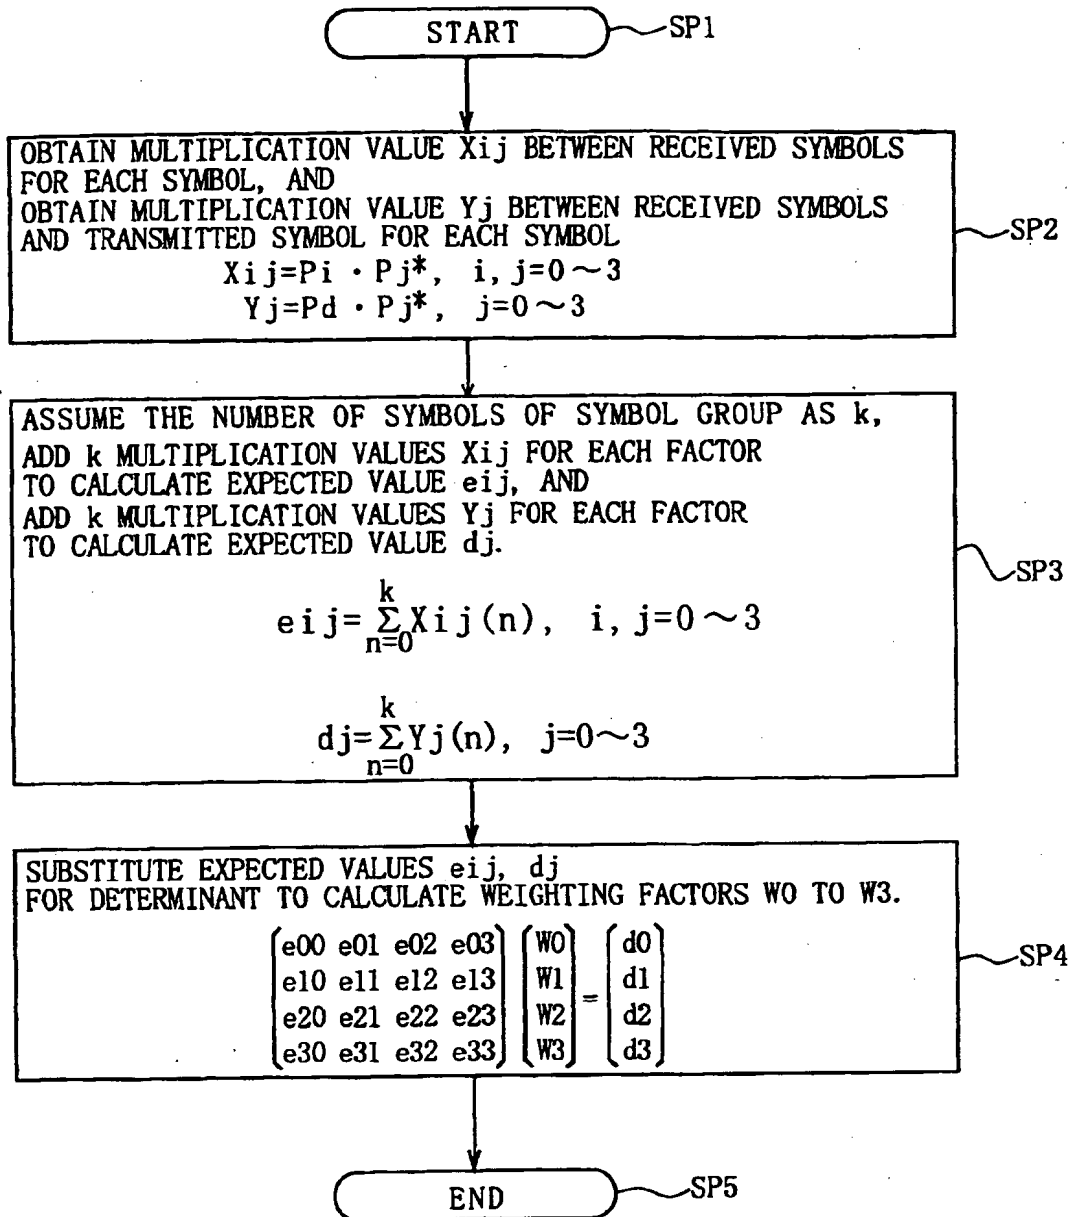 START
SP1
OBTAIN MULTIPLICATION VALUE Xij BETWEEN RECEIVED SYMBOLS
FOR EACH SYMBOL, AND
OBTAIN MULTIPLICATION VALUE Yj BETWEEN RECEIVED SYMBOLS
AND TRANSMITTED SYMBOL FOR EACH SYMBOL
Xij=Pi · Pj*, i, j=0～3
Yj=Pd · Pj*, j=0～3
SP2
ASSUME THE NUMBER OF SYMBOLS OF SYMBOL GROUP AS k,
ADD k MULTIPLICATION VALUES Xij FOR EACH FACTOR
TO CALCULATE EXPECTED VALUE eij, AND
ADD k MULTIPLICATION VALUES Yj FOR EACH FACTOR
TO CALCULATE EXPECTED VALUE dj.
k
eij=ΣXij(n), i, j=0～3
n=0
k
dj=ΣYj(n), j=0～3
n=0
SP3
SUBSTITUTE EXPECTED VALUES eij, dj
FOR DETERMINANT TO CALCULATE WEIGHTING FACTORS W0 TO W3.
e00 e01 e02 e03 W0 d0
e10 e11 e12 e13 W1 d1
=
e20 e21 e22 e23 W2 d2
e30 e31 e32 e33 W3 d3
SP4
END
SP5